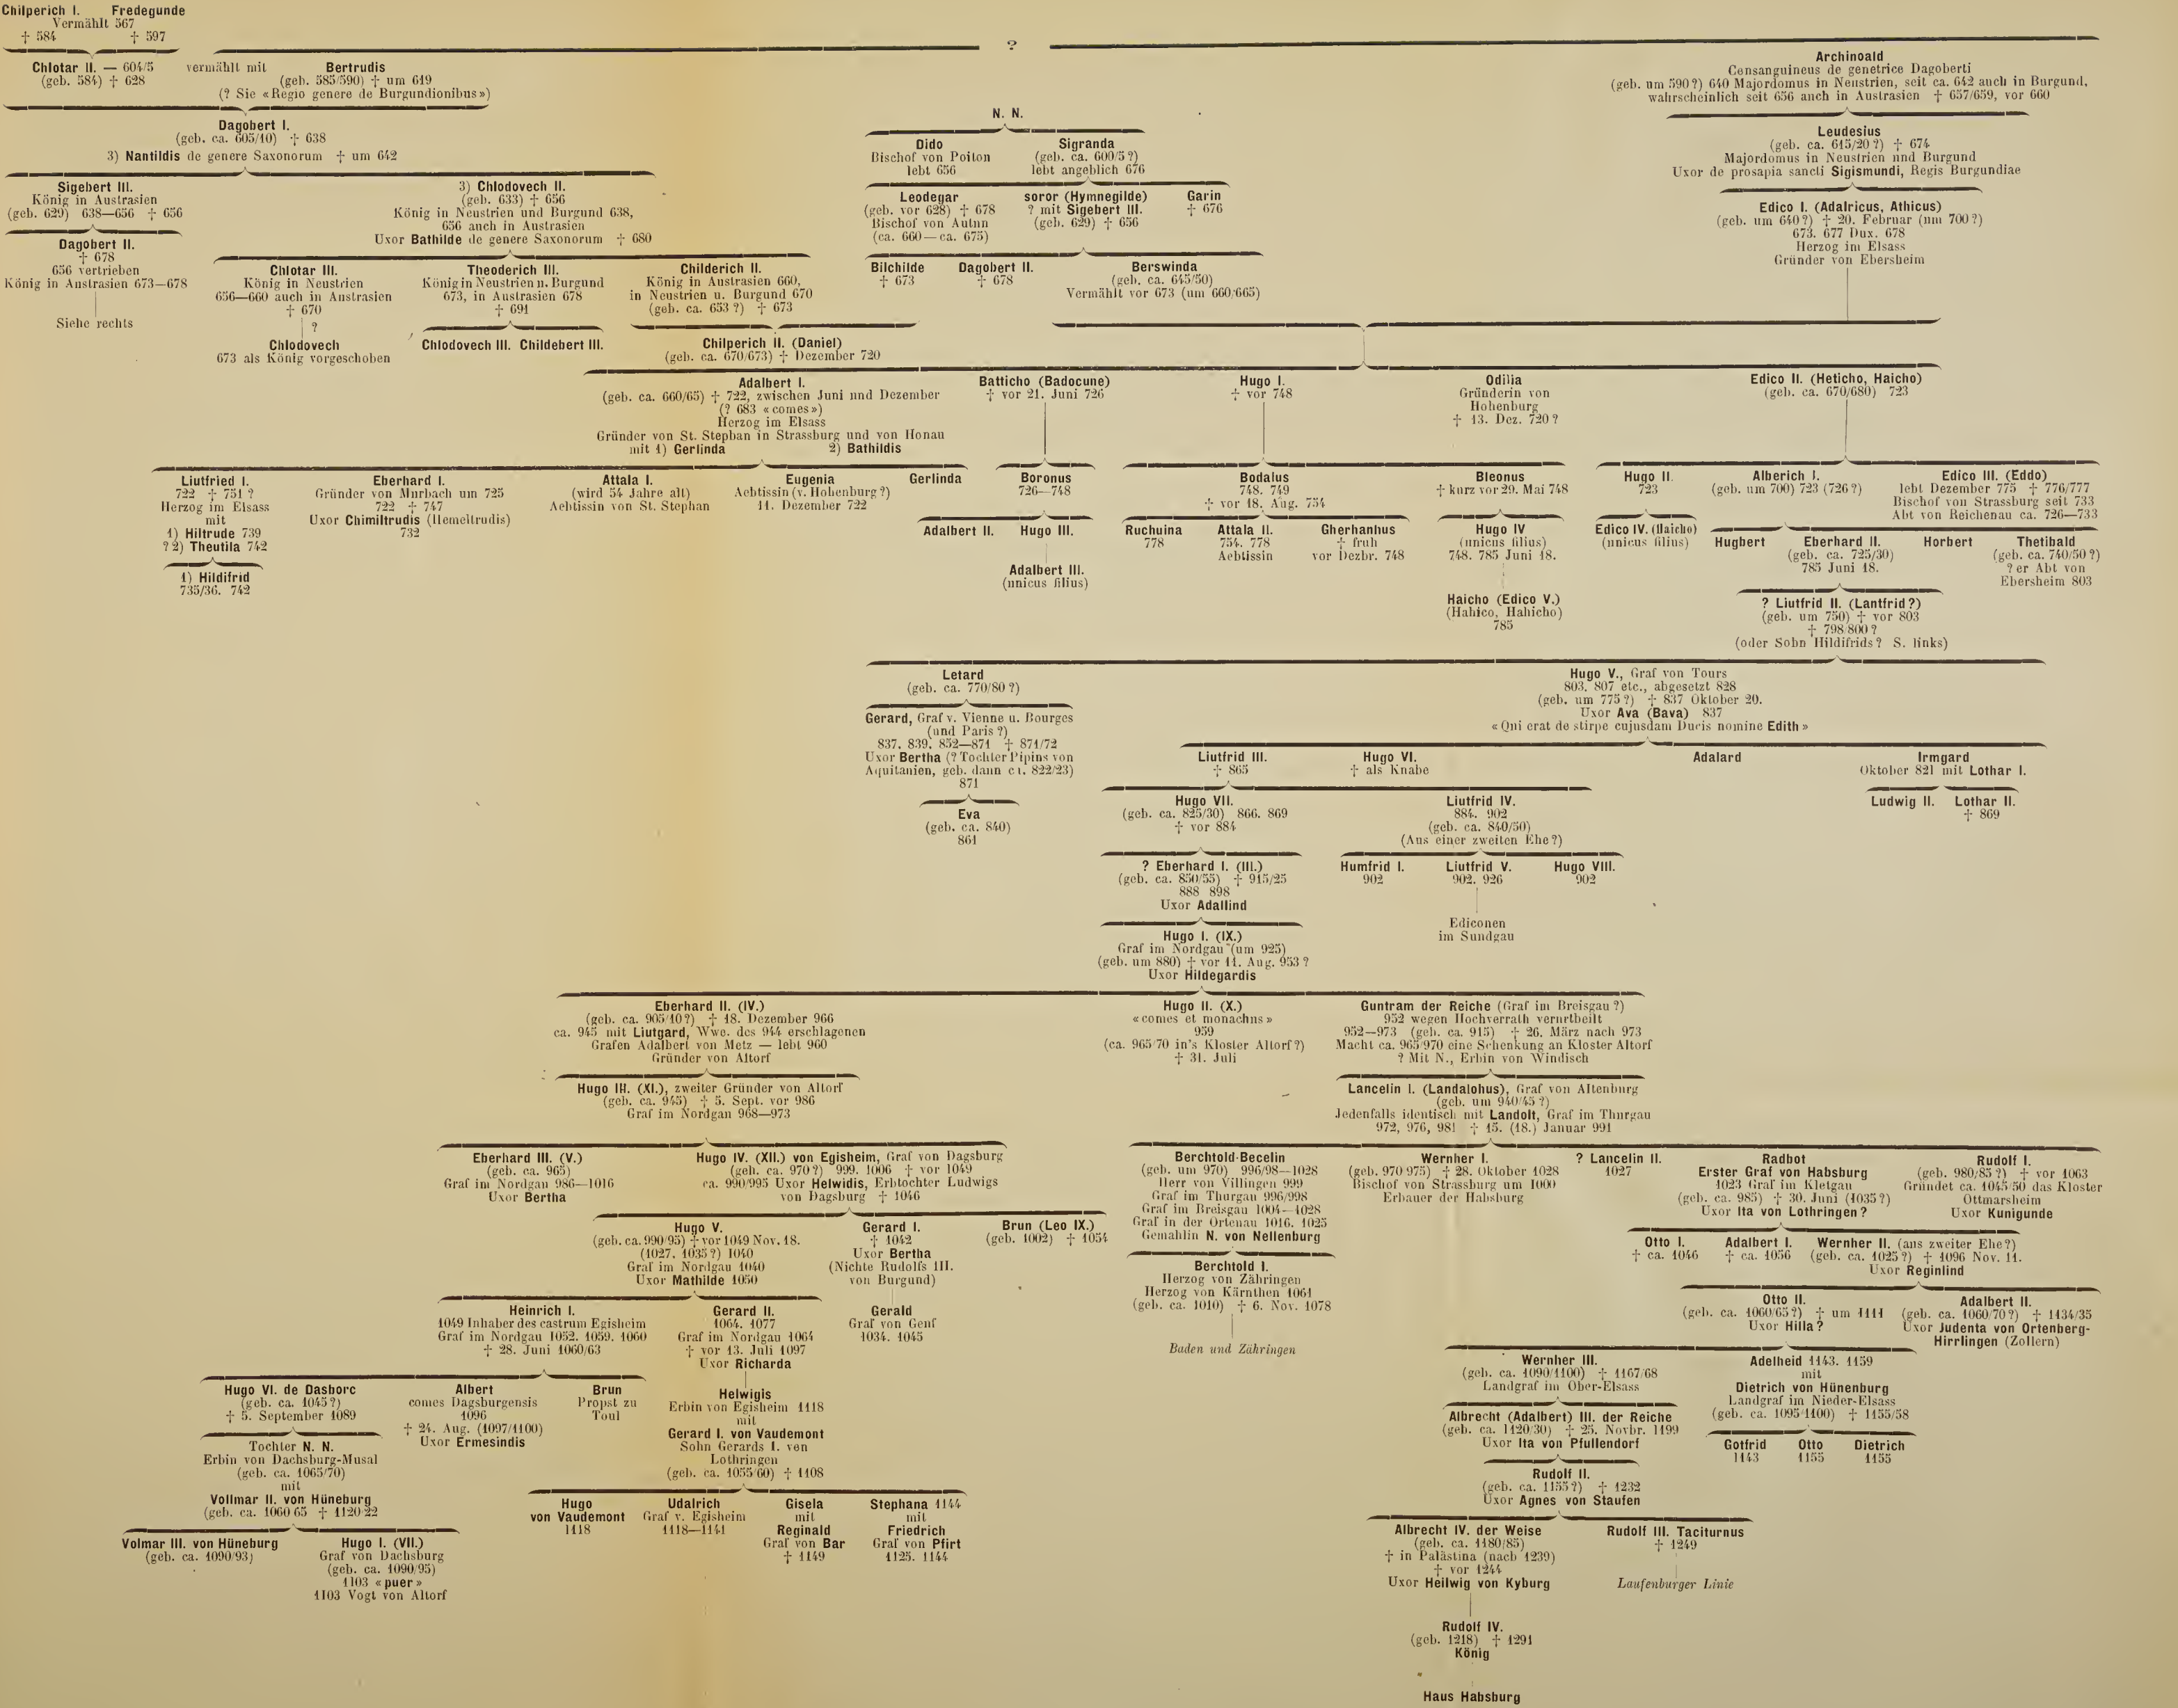 Chilperich I. Fredegunde
Vermählt 567
† 584 † 597
?
Chlotar II. — 604/5 vermählt mit Bertrudis
(geb. 584) † 628 (geb. 585/590) † um 619
(? Sie «Regio genere de Burgundionibus»)
Archinoald
Consanguineus de genetrice Dagoberti
(geb. um 590?) 640 Majordomus in Neustrien, seit ca. 642 auch in Burgund,
wahrscheinlich seit 656 auch in Austrasien † 657/659, vor 660
Dagobert I.
(geb. ca. 605/10) † 638
3) Nantildis de genere Saxonorum † um 642
N. N.
Dido
Bischof von Poiton
lebt 656
Sigranda
(geb. ca. 600/5?)
lebt angeblich 676
Leudesius
(geb. ca. 615/20?) † 674
Majordomus in Neustrien und Burgund
Uxor de prosapia sancti Sigismundi, Regis Burgundiae
Sigebert III.
König in Austrasien
(geb. 629) 638—656 † 656
3) Chlodovech II.
(geb. 633) † 656
König in Neustrien und Burgund 638,
656 auch in Austrasien
Uxor Bathilde de genere Saxonorum † 680
Leodegar
(geb. vor 628) † 678
Bischof von Autun
(ca. 660—ca. 675)
soror (Hymnegilde)
? mit Sigebert III.
(geb. 629) † 656
Garin
† 676
Edico I. (Adalricus, Athicus)
(geb. um 640?) † 20. Februar (um 700?)
673. 677 Dux. 678
Herzog im Elsass
Gründer von Ebersheim
Dagobert II.
† 678
656 vertrieben
König in Austrasien 673—678
Siehe rechts
Chlotar III.
König in Neustrien
656—660 auch in Austrasien
† 670
?
Chlodovech
673 als König vorgeschoben
Theoderich III.
König in Neustrien u. Burgund
673, in Austrasien 678
† 691
Chlodovech III. Childebert III.
Childerich II.
König in Austrasien 660,
in Neustrien u. Burgund 670
(geb. ca. 653?) † 673
Bilchilde
† 673
Dagobert II.
† 678
Berswinda
(geb. ca. 645/50)
Vermählt vor 673 (um 660/665)
Chilperich II. (Daniel)
(geb. ca. 670/673) † Dezember 720
Adalbert I.
(geb. ca. 660/65) † 722, zwischen Juni und Dezember
(? 683 «comes»)
Herzog im Elsass
Gründer von St. Stephan in Strassburg und von Honau
mit 1) Gerlinda 2) Bathildis
Batticho (Badocune)
† vor 21. Juni 726
Hugo I.
† vor 748
Odilia
Gründerin von
Hohenburg
† 13. Dez. 720?
Edico II. (Heticho, Haicho)
(geb. ca. 670/680) 723
Liutfried I.
722 † 751?
Herzog im Elsass
mit
1) Hiltrude 739
? 2) Theutila 742
1) Hildifrid
735/36. 742
Eberhard I.
Gründer von Murbach um 725
722 † 747
Uxor Chimiltrudis (Hemeltrudis)
732
Attala I.
(wird 54 Jahre alt)
Aebtissin von St. Stephan
Eugenia
Aebtissin (v. Hohenburg?)
11. Dezember 722
Gerlinda
Boronus
726—748
Adalbert II. Hugo III.
Adalbert III.
(unicus filius)
Bodalus
748. 749
† vor 18. Aug. 754
Ruchuina
778
Attala II.
754. 778
Aebtissin
Gherhanhus
† fruh
vor Dezbr. 748
Bleonus
† kurz vor 29. Mai 748
Hugo IV
(unicus filius)
748. 785 Juni 18.
Haicho (Edico V.)
(Hahico, Hahicho)
785
Hugo II.
723
Edico IV. (Haicho)
(unicus filius)
Alberich I.
(geb. um 700) 723 (726?)
Edico III. (Eddo)
lebt Dezember 775 † 776/777
Bischof von Strassburg seit 733
Abt von Reichenau ca. 726—733
Hugbert
Eberhard II.
(geb. ca. 725/30)
785 Juni 18.
Horbert
Thetibald
(geb. ca. 740/50?)
? er Abt von
Ebersheim 803
? Liutfrid II. (Lantfrid?)
(geb. um 750) † vor 803
† 798/800?
(oder Sohn Hildifrids? S. links)
Letard
(geb. ca. 770/80?)
Gerard, Graf v. Vienne u. Bourges
(und Paris?)
837. 839. 852—871 † 871/72
Uxor Bertha (? Tochter Pipins von
Aquitanien, geb. dann ca. 822/23)
871
Eva
(geb. ca. 840)
861
Hugo V., Graf von Tours
803. 807 etc., abgesetzt 828
(geb. um 775?) † 837 Oktober 20.
Uxor Ava (Bava) 837
«Qui erat de stirpe cujusdam Ducis nomine Edith»
Liutfrid III.
† 865
Hugo VI.
† als Knabe
Adalard
Irmgard
Oktober 821 mit Lothar I.
Ludwig II. Lothar II.
† 869
Hugo VII.
(geb. ca. 825/30) 866. 869
† vor 884
Liutfrid IV.
884. 902
(geb. ca. 840/50)
(Aus einer zweiten Ehe?)
? Eberhard I. (III.)
(geb. ca. 850/55) † 915/25
888 898
Uxor Adallind
Humfrid I.
902
Liutfrid V.
902. 926
Hugo VIII.
902
Ediconen
im Sundgau
Hugo I. (IX.)
Graf im Nordgau (um 925)
(geb. um 880) † vor 11. Aug. 953?
Uxor Hildegardis
Eberhard II. (IV.)
(geb. ca. 905/10?) † 18. Dezember 966
ca. 945 mit Liutgard, Wwe. des 944 erschlagenen
Grafen Adalbert von Metz — lebt 960
Gründer von Altorf
Hugo II. (X.)
«comes et monachus»
959
(ca. 965/70 in's Kloster Altorf?)
† 31. Juli
Guntram der Reiche (Graf im Breisgau?)
952 wegen Hochverrath verurtheilt
952—973 (geb. ca. 915) † 26. März nach 973
Macht ca. 965/970 eine Schenkung an Kloster Altorf
? Mit N., Erbin von Windisch
Hugo III. (XI.), zweiter Gründer von Altorf
(geb. ca. 945) † 5. Sept. vor 986
Graf im Nordgau 968—973
Lancelin I. (Landalohus), Graf von Altenburg
(geb. um 940/45?)
Jedenfalls identisch mit Landolt, Graf im Thurgau
972, 976, 981 † 15. (18.) Januar 991
Eberhard III. (V.)
(geb. ca. 965)
Graf im Nordgau 986—1016
Uxor Bertha
Hugo IV. (XII.) von Egisheim, Graf von Dagsburg
(geb. ca. 970?) 999. 1006 † vor 1049
ca. 990/995 Uxor Helwidis, Erbtochter Ludwigs
von Dagsburg † 1046
Berchtold-Becelin
(geb. um 970) 996/98—1028
Herr von Villingen 999
Graf im Thurgau 996/998
Graf im Breisgau 1004—1028
Graf in der Ortenau 1016. 1025
Gemahlin N. von Nellenburg
Wernher I.
(geb. 970/975) † 28. Oktober 1028
Bischof von Strassburg um 1000
Erbauer der Habsburg
? Lancelin II.
1027
Radbot
Erster Graf von Habsburg
1023 Graf im Kletgau
(geb. ca. 985) † 30. Juni (1035?)
Uxor Ita von Lothringen?
Rudolf I.
(geb. 980/85?) † vor 1063
Gründet ca. 1045/50 das Kloster
Ottmarsheim
Uxor Kunigunde
Hugo V.
(geb. ca. 990/95) † vor 1049 Nov. 18.
(1027. 1035?) 1040
Graf im Nordgau 1040
Uxor Mathilde 1050
Gerard I.
† 1042
Uxor Bertha
(Nichte Rudolfs III.
von Burgund)
Gerald
Graf von Genf
1034. 1045
Brun (Leo IX.)
(geb. 1002) † 1054
Berchtold I.
Herzog von Zähringen
Herzog von Kärnthen 1061
(geb. ca. 1010) † 6. Nov. 1078
Baden und Zähringen
Otto I.
† ca. 1046
Adalbert I.
† ca. 1056
Wernher II. (aus zweiter Ehe?)
(geb. ca. 1025?) † 1096 Nov. 11.
Uxor Reginlind
Otto II.
(geb. ca. 1060/65?) † um 1111
Uxor Hilla?
Adalbert II.
(geb. ca. 1060/70?) † 1134/35
Uxor Judenta von Ortenberg-
Hirrlingen (Zollern)
Heinrich I.
1049 Inhaber des castrum Egisheim
Graf im Nordgau 1052. 1059. 1060
† 28. Juni 1060/63
Gerard II.
1064. 1077
Graf im Nordgau 1064
† vor 13. Juli 1097
Uxor Richarda
Wernher III.
(geb. ca. 1090/1100) † 1167/68
Landgraf im Ober-Elsass
Adelheid 1143. 1159
mit
Dietrich von Hünenburg
Landgraf im Nieder-Elsass
(geb. ca. 1095/1100) † 1155/58
Hugo VI. de Dasborc
(geb. ca. 1045?)
† 5. September 1089
Albert
comes Dagsburgensis
1096
† 24. Aug. (1097/1100)
Uxor Ermesindis
Brun
Propst zu
Toul
Helwigis
Erbin von Egisheim 1118
mit
Gerard I. von Vaudemont
Sohn Gerards I. von
Lothringen
(geb. ca. 1055/60) † 1108
Albrecht (Adalbert) III. der Reiche
(geb. ca. 1120/30) † 25. Novbr. 1199
Uxor Ita von Pfullendorf
Gotfrid
1143
Otto
1155
Dietrich
1155
Tochter N. N.
Erbin von Dachsburg-Musal
(geb. ca. 1065/70)
mit
Vollmar II. von Hüneburg
(geb. ca. 1060/65 † 1120/22
Rudolf II.
(geb. ca. 1155?) † 1232
Uxor Agnes von Staufen
Hugo
von Vaudemont
1118
Udalrich
Graf v. Egisheim
1118—1141
Gisela
mit
Reginald
Graf von Bar
† 1149
Stephana 1144
mit
Friedrich
Graf von Pfirt
1125. 1144
Volmar III. von Hüneburg
(geb. ca. 1090/93)
Hugo I. (VII.)
Graf von Dachsburg
(geb. ca. 1090/95)
1103 «puer»
1103 Vogt von Altorf
Albrecht IV. der Weise
(geb. ca. 1180/85)
† in Palästina (nach 1239)
† vor 1244
Uxor Heilwig von Kyburg
Rudolf III. Taciturnus
† 1249
Laufenburger Linie
Rudolf IV.
(geb. 1218) † 1291
König
Haus Habsburg